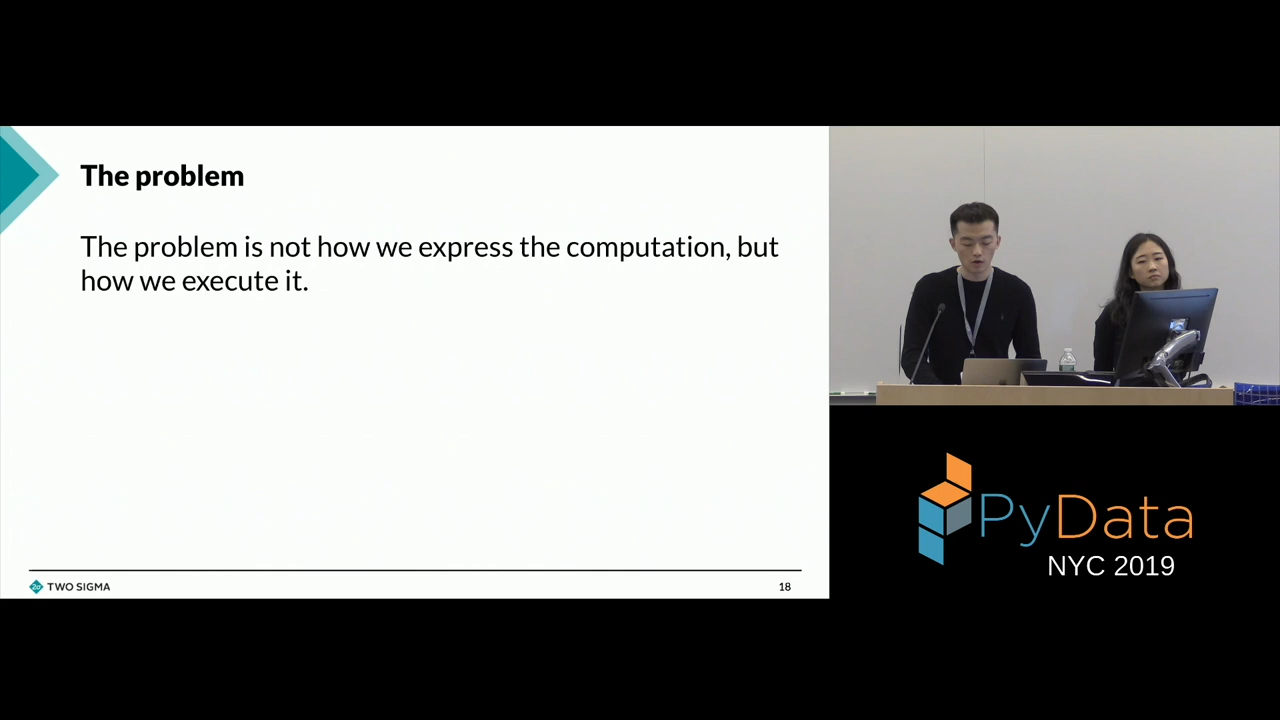 The problem
The problem is not how we express the computation, but
how we execute it.
TWO SIGMA
18
PyData
NYC 2019